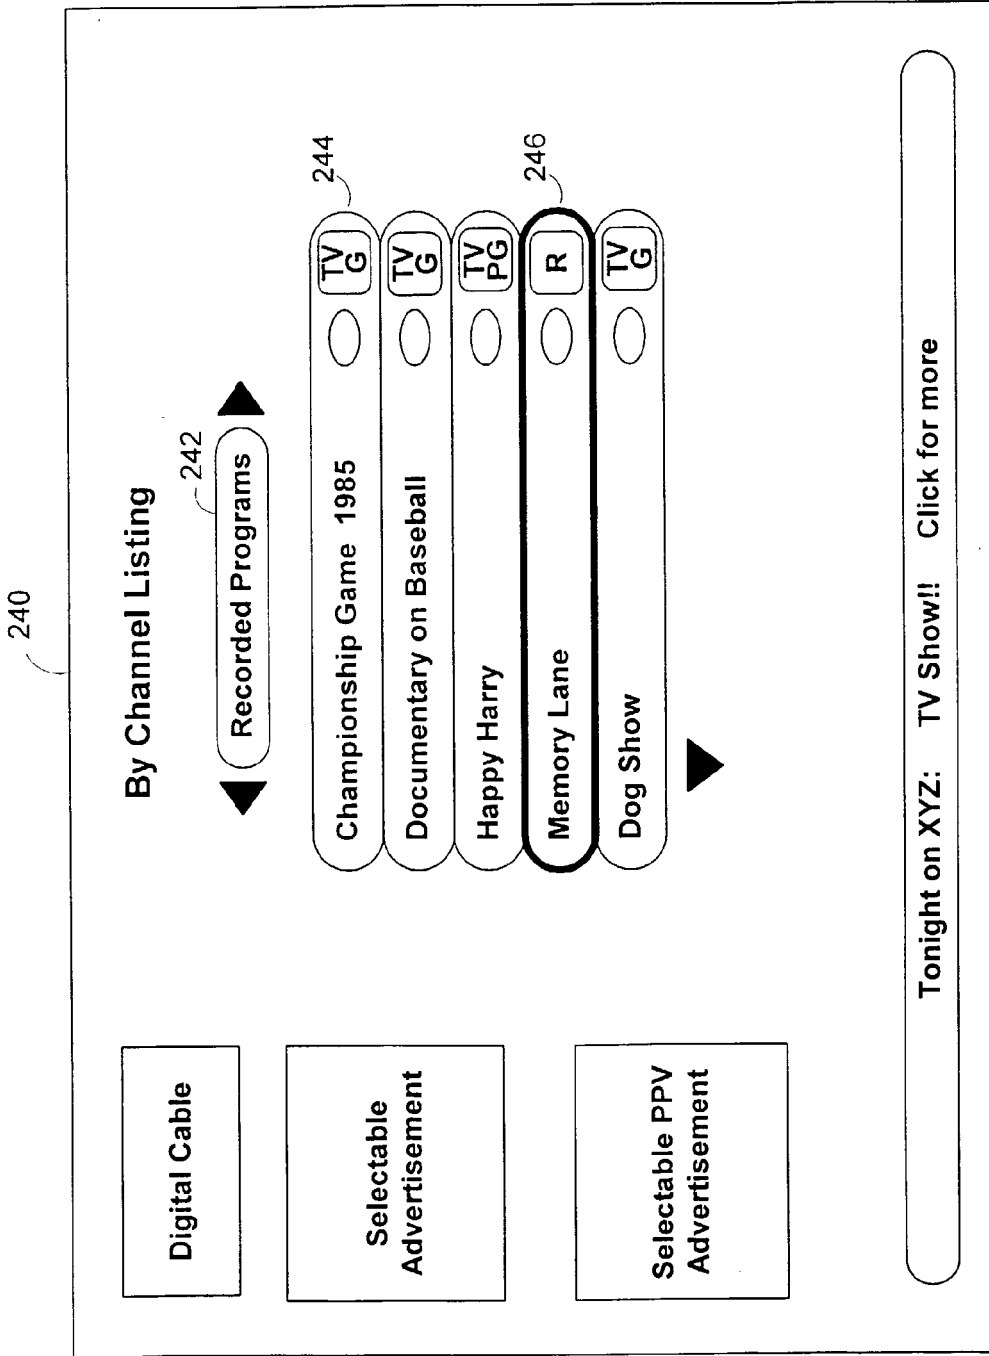 240
By Channel Listing
242
Recorded Programs
244
Championship Game 1985
TV
G
Documentary on Baseball
TV
G
Happy Harry
TV
PG
246
Memory Lane
R
Dog Show
TV
G
Digital Cable
Selectable
Advertisement
Selectable PPV
Advertisement
Tonight on XYZ: TV Show!! Click for more